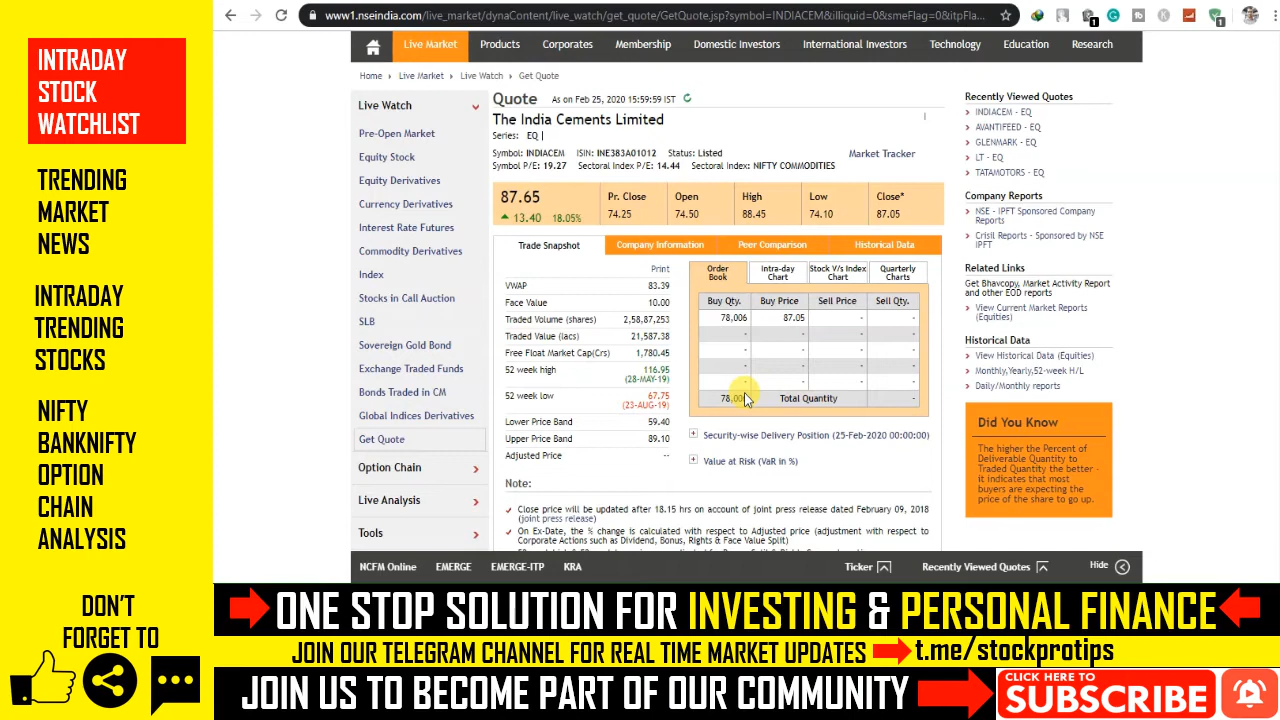 INTRADAY
STOCK
WATCHLIST
TRENDING
MARKET
NEWS
INTRADAY
TRENDING
STOCKS
NIFTY
BANKNIFTY
OPTION
CHAIN
ANALYSIS
DON'T
FORGET TO
www1.nseindia.com/live_market/dynaContent/live_watch/get_quote/GetQuote.jsp?symbol=INDIACEM&illiquid=0&smeFlag=0&itpFla...
Live Market Products Corporates Membership Domestic Investors International Investors Technology Education Research
Home › Live Market › Live Watch › Get Quote
Live Watch
Pre-Open Market
Equity Stock
Equity Derivatives
Currency Derivatives
Interest Rate Futures
Commodity Derivatives
Index
Stocks in Call Auction
SLB
Sovereign Gold Bond
Exchange Traded Funds
Bonds Traded in CM
Global Indices Derivatives
Get Quote
Option Chain
Live Analysis
Tools
Quote As on Feb 25, 2020 15:59:59 IST
The India Cements Limited
Series: EQ |
Symbol: INDIACEM ISIN: INE383A01012 Status: Listed
Market Tracker
Symbol P/E: 19.27 Sectoral Index P/E: 14.44 Sectoral Index: NIFTY COMMODITIES
87.65 Pr. Close Open High Low Close*
13.40 18.05% 74.25 74.50 88.45 74.10 87.05
Trade Snapshot Company Information Peer Comparison Historical Data
Print
VWAP 83.39
Face Value 10.00
Traded Volume (shares) 2,58,87,253
Traded Value (lacs) 21,587.38
Free Float Market Cap(Crs) 1,780.45
52 week high 116.95
(28-MAY-19)
52 week low 67.75
(23-AUG-19)
Lower Price Band 59.40
Upper Price Band 89.10
Adjusted Price --
Order
Book
Intra-day
Chart
Stock V/s Index
Chart
Quarterly
Charts
Buy Qty. Buy Price Sell Price Sell Qty.
78,006 87.05 - -
- - - -
- - - -
- - - -
- - - -
78,00 Total Quantity -
Security-wise Delivery Position (25-Feb-2020 00:00:00)
Value at Risk (VaR in %)
Note:
Close price will be updated after 18.15 hrs on account of joint press release dated February 09, 2018
(joint press release)
On Ex-Date, the % change is calculated with respect to Adjusted price (adjustment with respect to
Corporate Actions such as Dividend, Bonus, Rights & Face Value Split)
Recently Viewed Quotes
INDIACEM - EQ
AVANTIFEED - EQ
GLENMARK - EQ
LT - EQ
TATAMOTORS - EQ
Company Reports
NSE - IPFT Sponsored Company
Reports
Crisil Reports - Sponsored by NSE
IPFT
Related Links
Get Bhavcopy, Market Activity Report
and other EOD reports
View Current Market Reports
(Equities)
Historical Data
View Historical Data (Equities)
Monthly,Yearly,52-week H/L
Daily/Monthly reports
Did You Know
The higher the Percent of
Deliverable Quantity to
Traded Quantity the better -
it indicates that most
buyers are expecting the
price of the share to go up.
NCFM Online EMERGE EMERGE-ITP KRA Ticker Recently Viewed Quotes Hide
ONE STOP SOLUTION FOR INVESTING & PERSONAL FINANCE
JOIN OUR TELEGRAM CHANNEL FOR REAL TIME MARKET UPDATES t.me/stockprotips
JOIN US TO BECOME PART OF OUR COMMUNITY
CLICK HERE TO
SUBSCRIBE